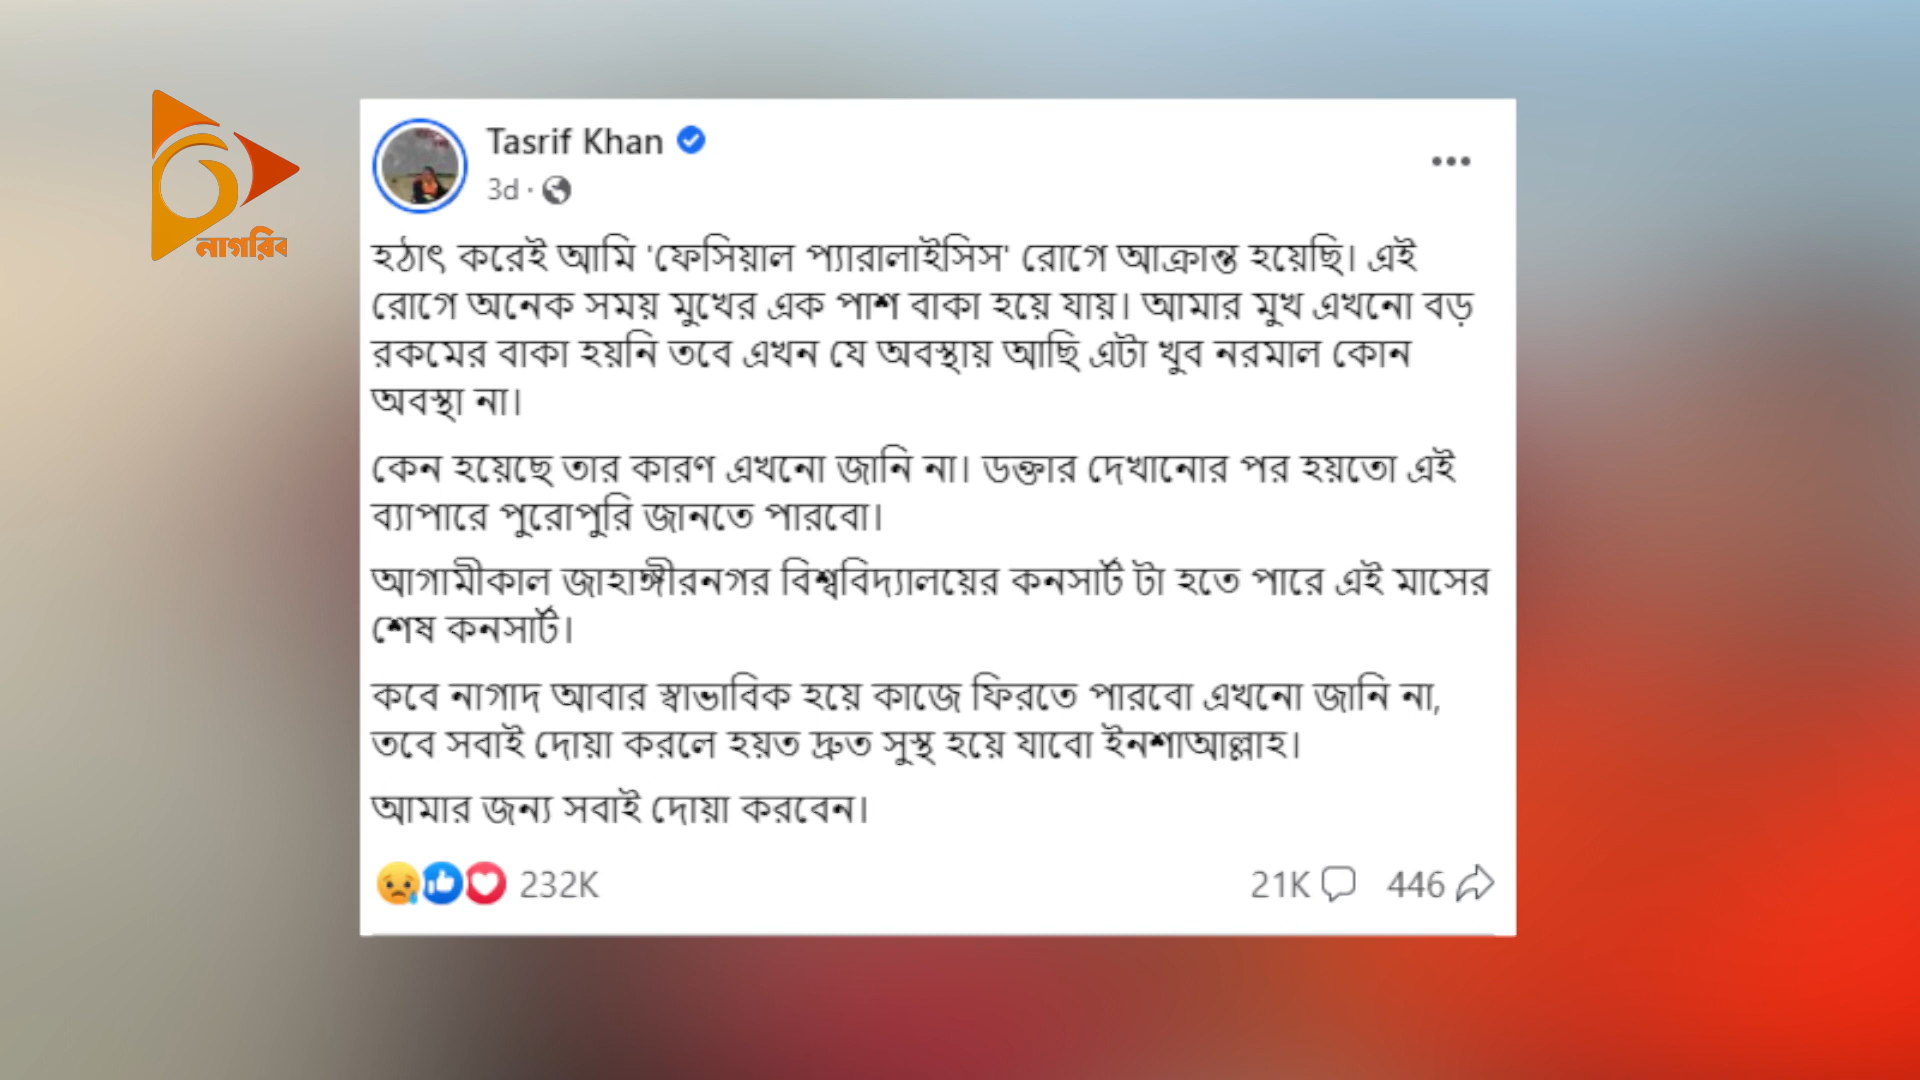 নাগরিক
Tasrif Khan
3d ·
হঠাৎ করেই আমি 'ফেসিয়াল প্যারালাইসিস' রোগে আক্রান্ত হয়েছি। এই
রোগে অনেক সময় মুখের এক পাশ বাকা হয়ে যায়। আমার মুখ এখনো বড়
রকমের বাকা হয়নি তবে এখন যে অবস্থায় আছি এটা খুব নরমাল কোন
অবস্থা না।
কেন হয়েছে তার কারণ এখনো জানি না। ডক্তার দেখানোর পর হয়তো এই
ব্যাপারে পুরোপুরি জানতে পারবো।
আগামীকাল জাহাঙ্গীরনগর বিশ্ববিদ্যালয়ের কনসার্ট টা হতে পারে এই মাসের
শেষ কনসার্ট।
কবে নাগাদ আবার স্বাভাবিক হয়ে কাজে ফিরতে পারবো এখনো জানি না,
তবে সবাই দোয়া করলে হয়ত দ্রুত সুস্থ হয়ে যাবো ইনশাআল্লাহ।
আমার জন্য সবাই দোয়া করবেন।
232K 21K 446